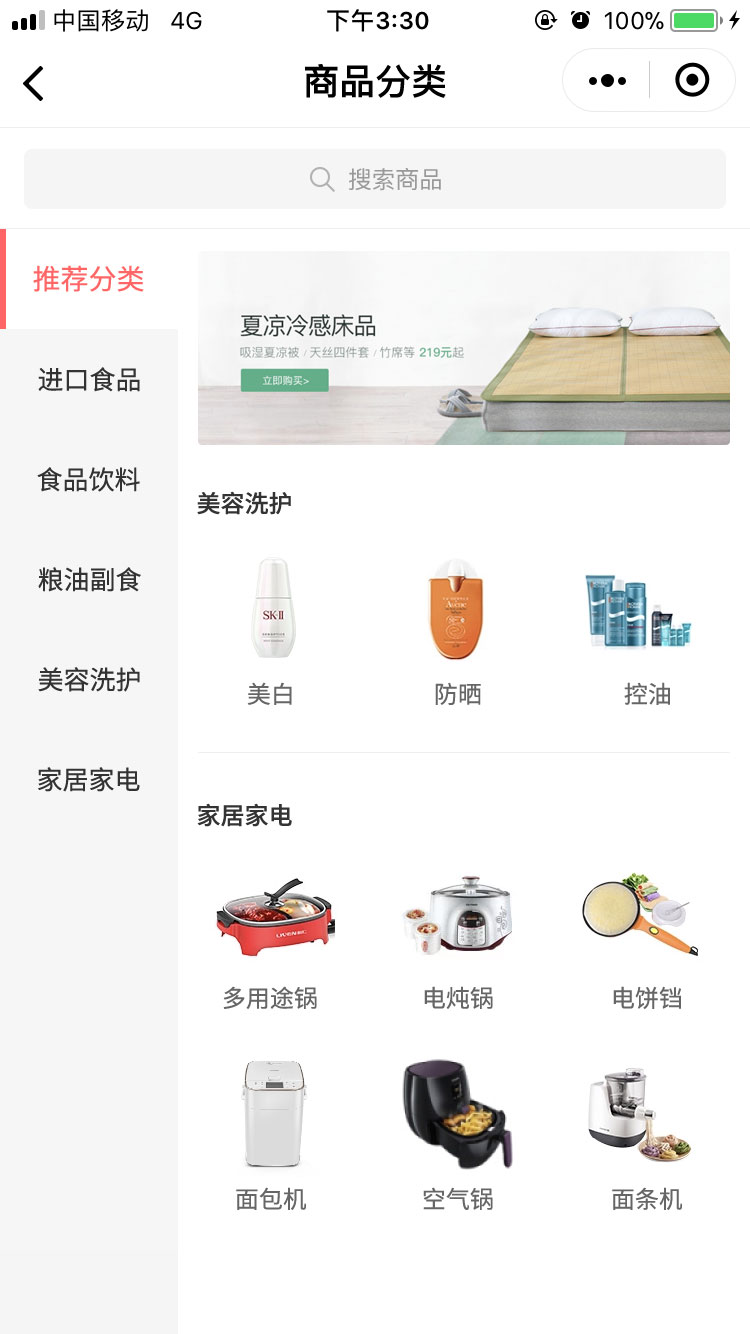 中国移动 4G 下午3:30 100%
商品分类
搜索商品
推荐分类
进口食品
食品饮料
粮油副食
美容洗护
家居家电
夏凉冷感床品
吸湿夏凉被 / 天丝四件套 / 竹席等 219元起
立即购买>
美容洗护
SK-II
Avene
美白 防晒 控油
家居家电
LIVEN
多用途锅 电炖锅 电饼铛
面包机 空气锅 面条机